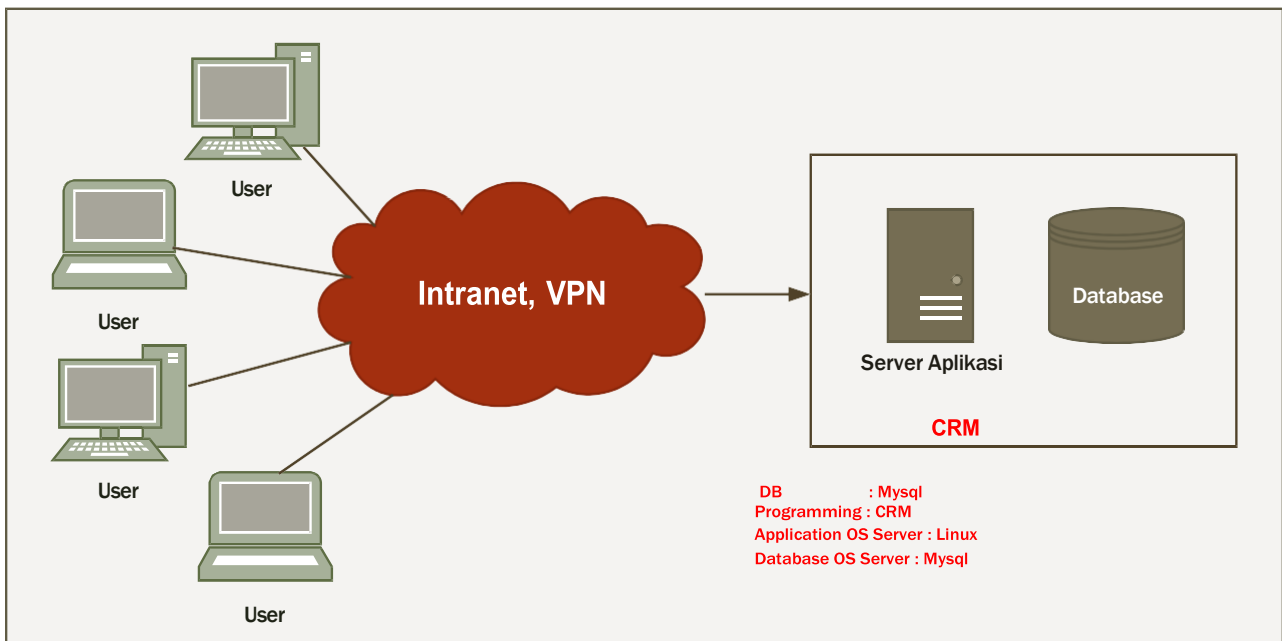 User
User
User
User
Intranet, VPN
Server Aplikasi
Database
CRM
DB : Mysql
Programming : CRM
Application OS Server : Linux
Database OS Server : Mysql